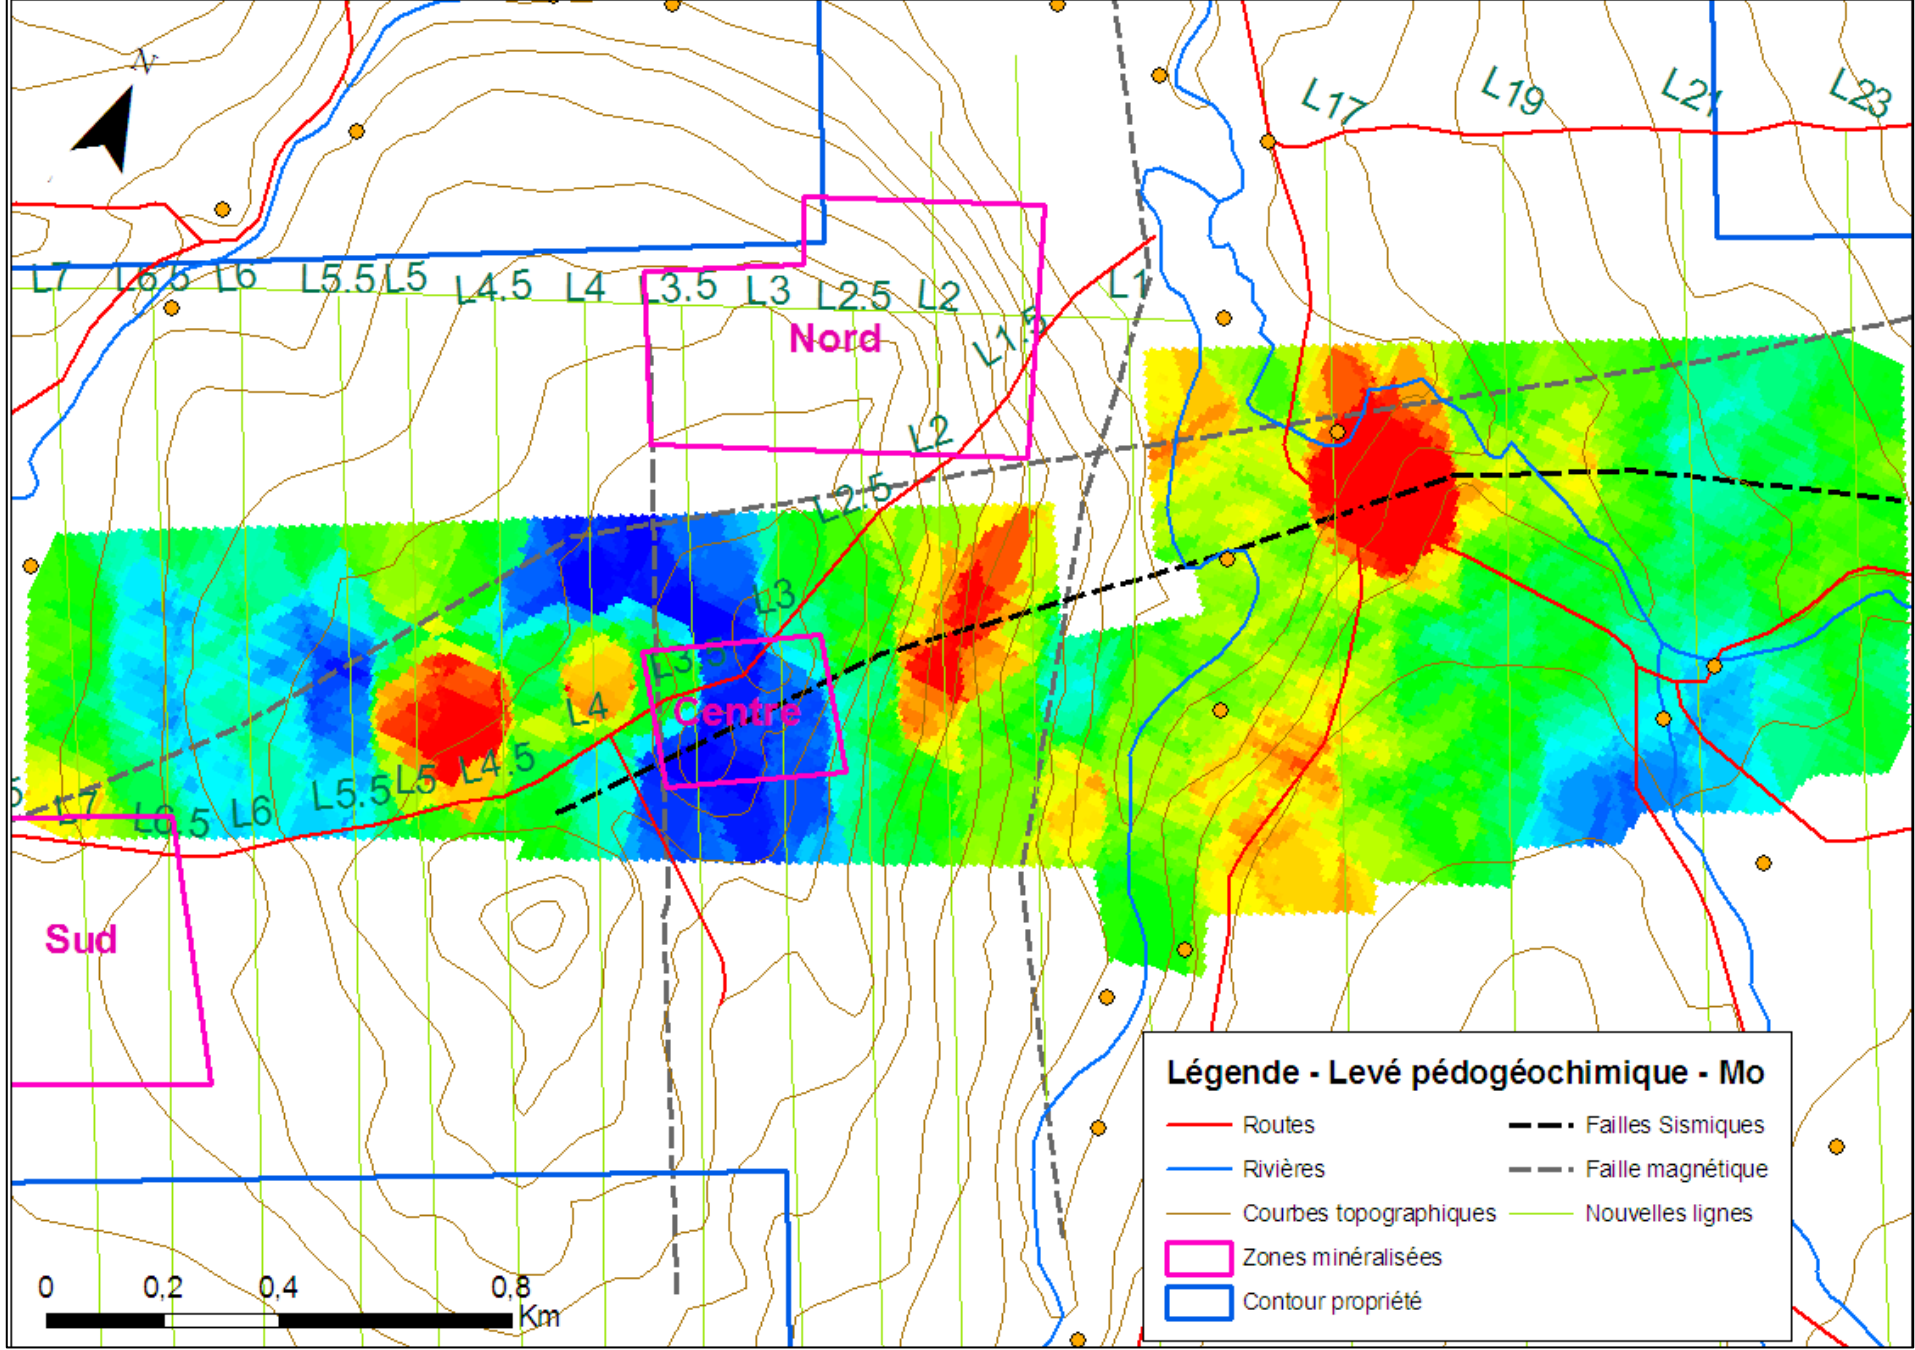 N
L17 L19 L21 L23
L7 L6.5 L6 L5.5 L5 L4.5 L4 L3.5 L3 L2.5 L2 L1.5 L1
Nord
L2
L2.5
L3
L3.5
Centre
L4
L4.5
L5
L5.5
L6
L6.5
L7
5
Sud
Légende - Levé pédogéochimique - Mo
Routes
Failles Sismiques
Rivières
Faille magnétique
Courbes topographiques
Nouvelles lignes
Zones minéralisées
Contour propriété
0 0,2 0,4 0,8
Km